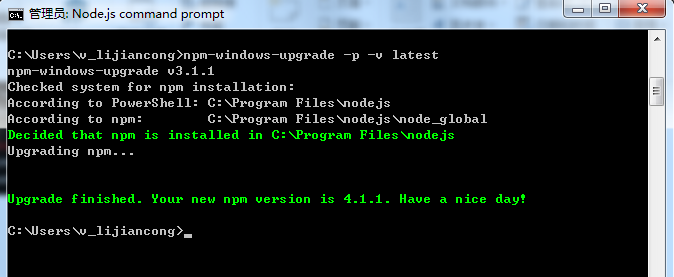 管理员: Node.js command prompt
C:\Users\v_lijiancong>npm-windows-upgrade -p -v latest
npm-windows-upgrade v3.1.1
Checked system for npm installation:
According to PowerShell: C:\Program Files\nodejs
According to npm:        C:\Program Files\nodejs\node_global
Decided that npm is installed in C:\Program Files\nodejs
Upgrading npm...
Upgrade finished. Your new npm version is 4.1.1. Have a nice day!
C:\Users\v_lijiancong>_